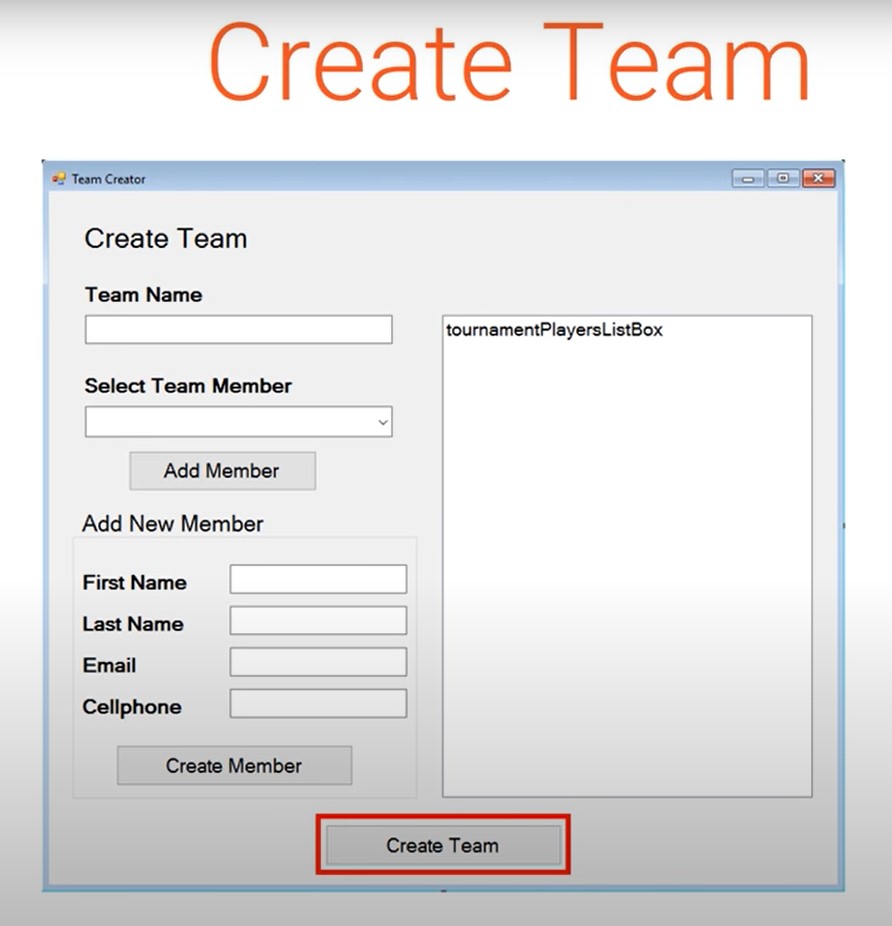 Create Team
Team Creator
Create Team
Team Name
tournamentPlayersListBox
Select Team Member
Add Member
Add New Member
First Name
Last Name
Email
Cellphone
Create Member
Create Team